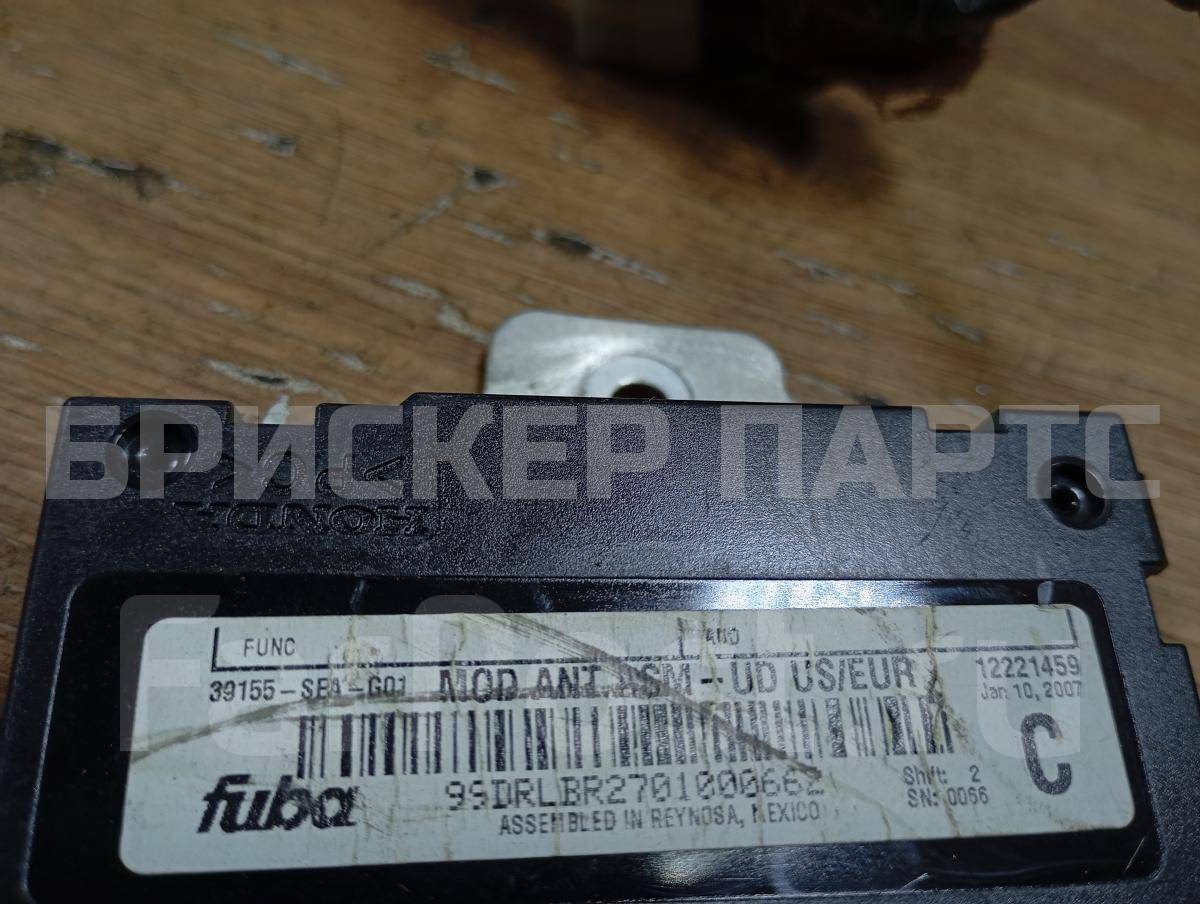 БРИСКЕР ПАРТС
HONDA
FUNC
39155-SEA-G01 MOD ANT ASM-UD US/EUR 12221459
Jan 10, 2007
C
fuba 99DRLBR2701000662 Shift: 2
SN: 0066
ASSEMBLED IN REYNOSA, MEXICO